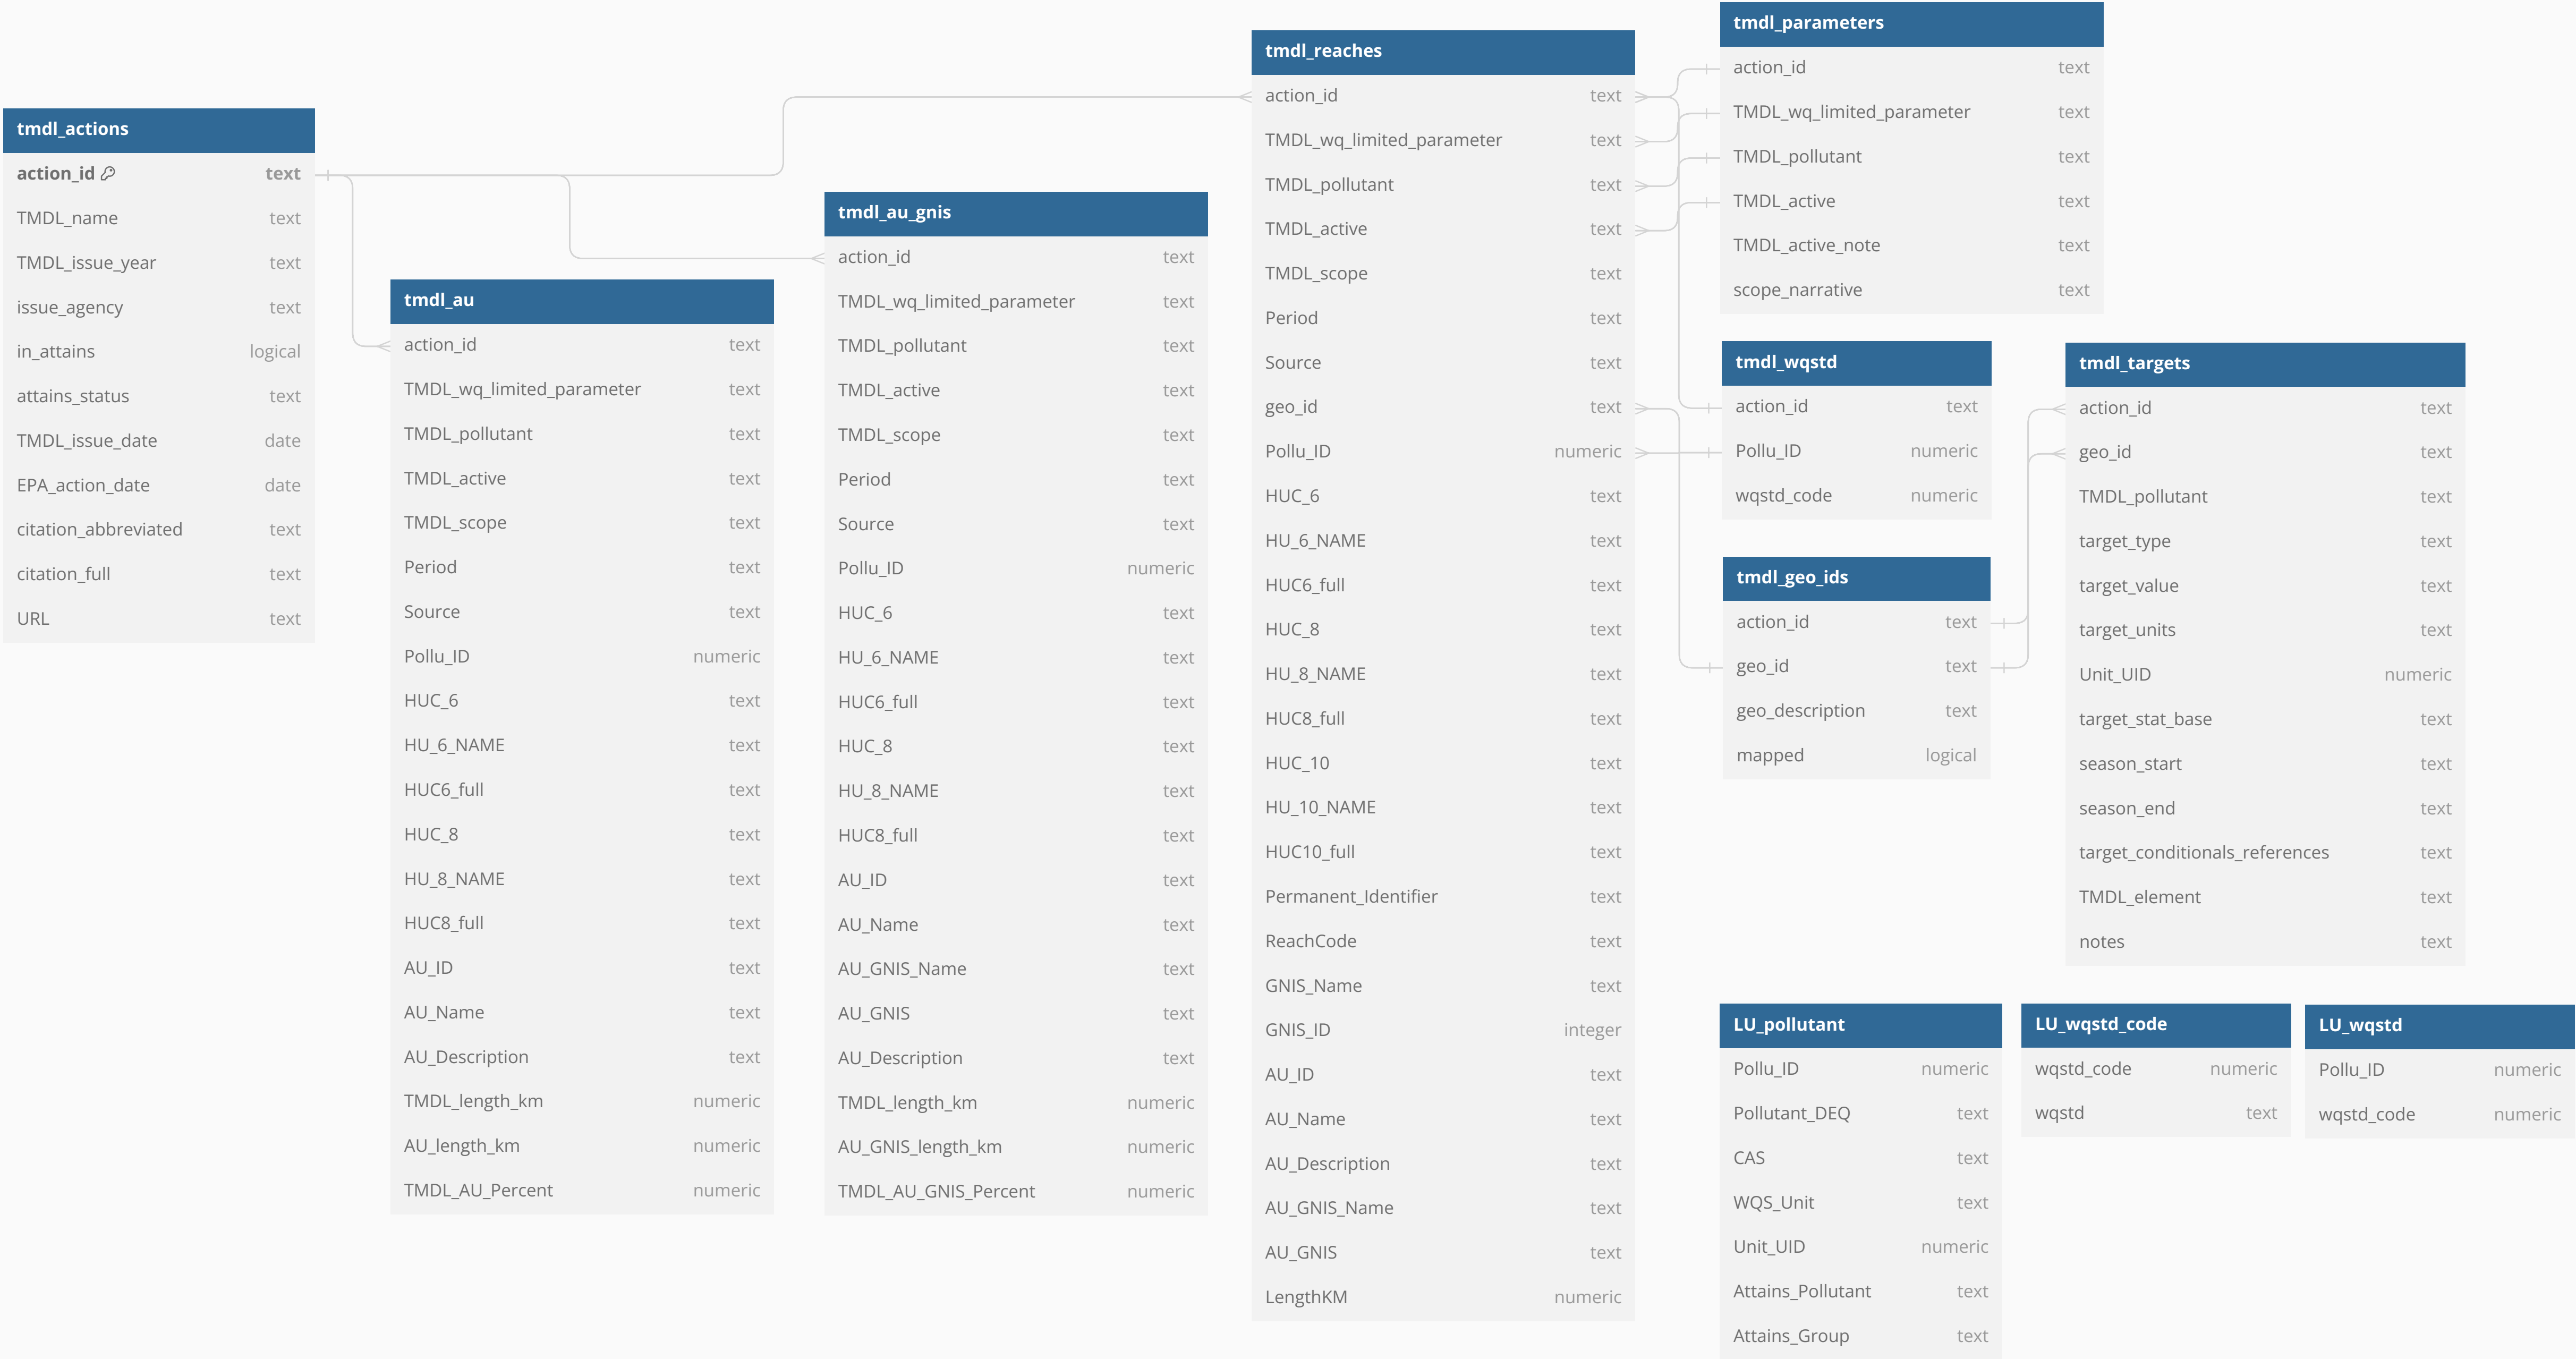 tmdl_actions
action_id text
TMDL_name text
TMDL_issue_year text
issue_agency text
in_attains logical
attains_status text
TMDL_issue_date date
EPA_action_date date
citation_abbreviated text
citation_full text
URL text
tmdl_au
action_id text
TMDL_wq_limited_parameter text
TMDL_pollutant text
TMDL_active text
TMDL_scope text
Period text
Source text
Pollu_ID numeric
HUC_6 text
HU_6_NAME text
HUC6_full text
HUC_8 text
HU_8_NAME text
HUC8_full text
AU_ID text
AU_Name text
AU_Description text
TMDL_length_km numeric
AU_length_km numeric
TMDL_AU_Percent numeric
tmdl_au_gnis
action_id text
TMDL_wq_limited_parameter text
TMDL_pollutant text
TMDL_active text
TMDL_scope text
Period text
Source text
Pollu_ID numeric
HUC_6 text
HU_6_NAME text
HUC6_full text
HUC_8 text
HU_8_NAME text
HUC8_full text
AU_ID text
AU_Name text
AU_GNIS_Name text
AU_GNIS text
AU_Description text
TMDL_length_km numeric
AU_GNIS_length_km numeric
TMDL_AU_GNIS_Percent numeric
tmdl_reaches
action_id text
TMDL_wq_limited_parameter text
TMDL_pollutant text
TMDL_active text
TMDL_scope text
Period text
Source text
geo_id text
Pollu_ID numeric
HUC_6 text
HU_6_NAME text
HUC6_full text
HUC_8 text
HU_8_NAME text
HUC8_full text
HUC_10 text
HU_10_NAME text
HUC10_full text
Permanent_Identifier text
ReachCode text
GNIS_Name text
GNIS_ID integer
AU_ID text
AU_Name text
AU_Description text
AU_GNIS_Name text
AU_GNIS text
LengthKM numeric
tmdl_parameters
action_id text
TMDL_wq_limited_parameter text
TMDL_pollutant text
TMDL_active text
TMDL_active_note text
scope_narrative text
tmdl_wqstd
action_id text
Pollu_ID numeric
wqstd_code numeric
tmdl_geo_ids
action_id text
geo_id text
geo_description text
mapped logical
tmdl_targets
action_id text
geo_id text
TMDL_pollutant text
target_type text
target_value text
target_units text
Unit_UID numeric
target_stat_base text
season_start text
season_end text
target_conditionals_references text
TMDL_element text
notes text
LU_pollutant
Pollu_ID numeric
Pollutant_DEQ text
CAS text
WQS_Unit text
Unit_UID numeric
Attains_Pollutant text
Attains_Group text
LU_wqstd_code
wqstd_code numeric
wqstd text
LU_wqstd
Pollu_ID numeric
wqstd_code numeric